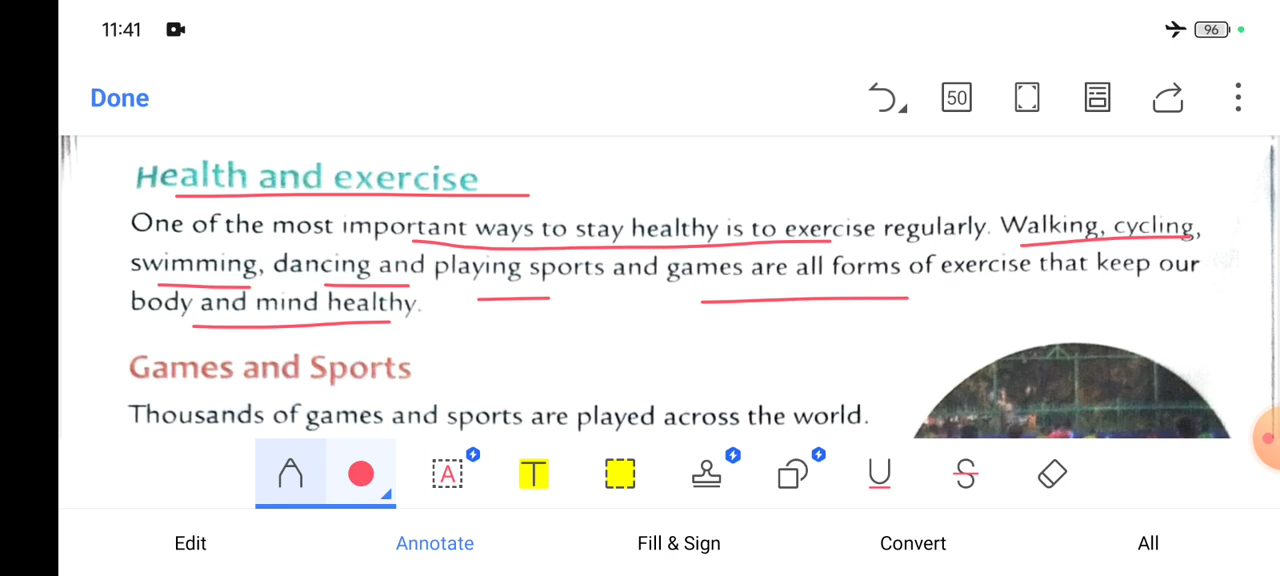 11:41
96
Done
50
Health and exercise
One of the most important ways to stay healthy is to exercise regularly. Walking, cycling,
swimming, dancing and playing sports and games are all forms of exercise that keep our
body and mind healthy.
Games and Sports
Thousands of games and sports are played across the world.
A
T
U
S
Edit
Annotate
Fill & Sign
Convert
All